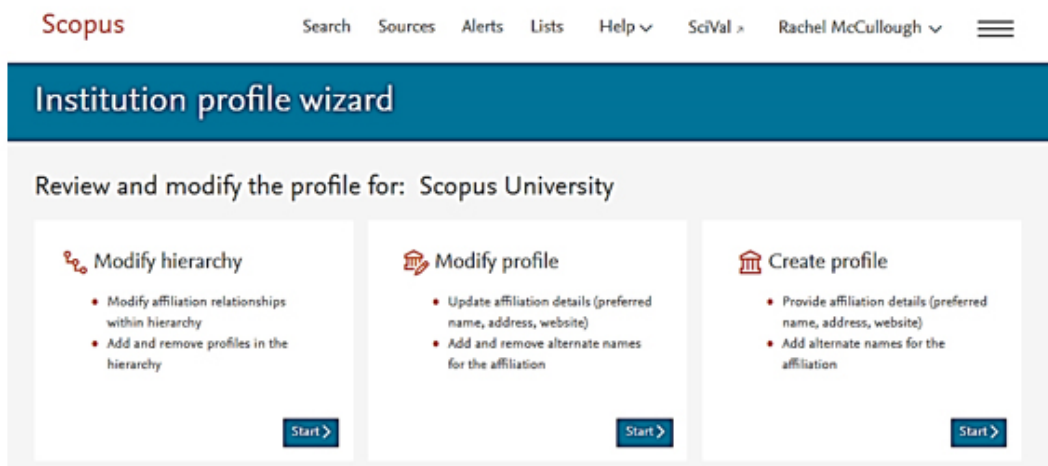 Scopus
Search Sources Alerts Lists Help SciVal Rachel McCullough
Institution profile wizard
Review and modify the profile for: Scopus University
Modify hierarchy
Modify affiliation relationships
within hierarchy
Add and remove profiles in the
hierarchy
Start
Modify profile
Update affiliation details (preferred
name, address, website)
Add and remove alternate names
for the affiliation
Start
Create profile
Provide affiliation details (preferred
name, address, website)
Add alternate names for the
affiliation
Start